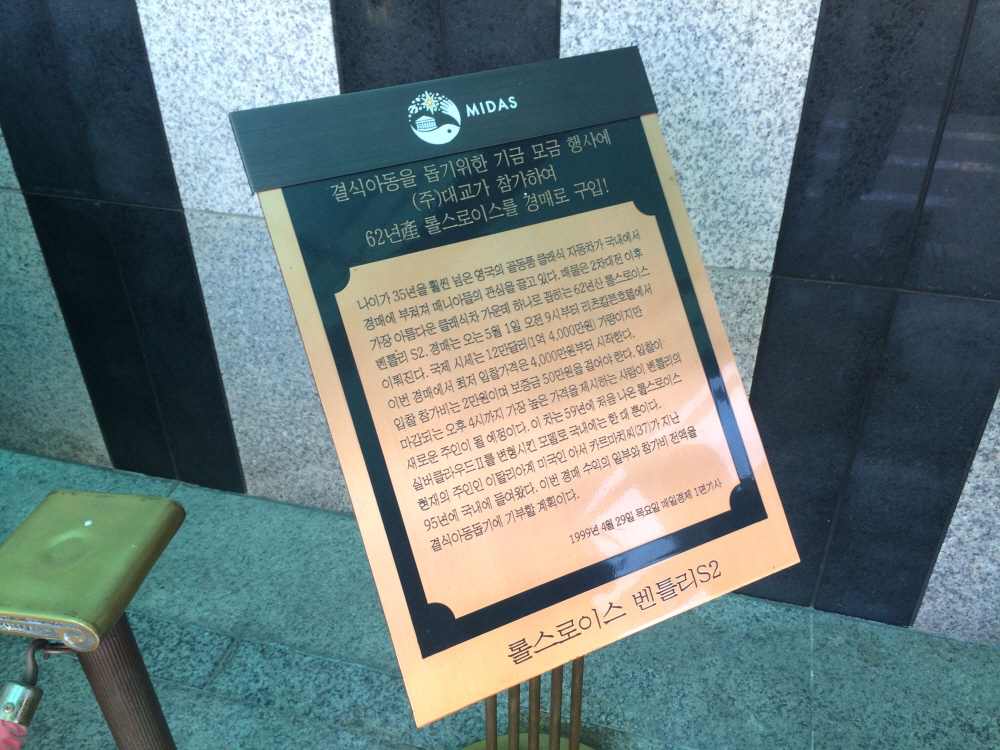 MIDAS
결식아동을 돕기위한 기금 모금 행사에
(주)대교가 참가하여
62년産 롤스로이스를 경매로 구입!
나이가 35년을 훨씬 넘은 영국의 골동품 클래식 자동차가 국내에서
경매에 부쳐져 매니아들의 관심을 끌고 있다. 매물은 2차대전 이후
가장 아름다운 클래식차 가운데 하나로 꼽히는 62년산 롤스로이스
벤틀리 S2. 경매는 오는 5월 1일 오전 9시부터 리츠칼튼호텔에서
이뤄진다. 국제 시세는 12만달러(1억 4,000만원) 가량이지만
이번 경매에서 최저 입찰가격은 4,000만원부터 시작한다.
입찰 참가비는 2만원이며 보증금 50만원을 걸어야 한다. 입찰이
마감되는 오후 4시까지 가장 높은 가격을 제시하는 사람이 벤틀리의
새로운 주인이 될 예정이다. 이 차는 59년에 처음 나온 롤스로이스
실버클라우드Ⅱ를 변형시킨 모델로 국내에는 한 대 뿐이다.
현재의 주인인 이탈리아계 미국인 아서 카르마치씨(37)가 지난
95년에 국내에 들여왔다. 이번 경매 수익의 일부와 참가비 전액을
결식아동돕기에 기부할 계획이다.
1999년 4월 29일 목요일 매일경제 1면기사
롤스로이스 벤틀리S2